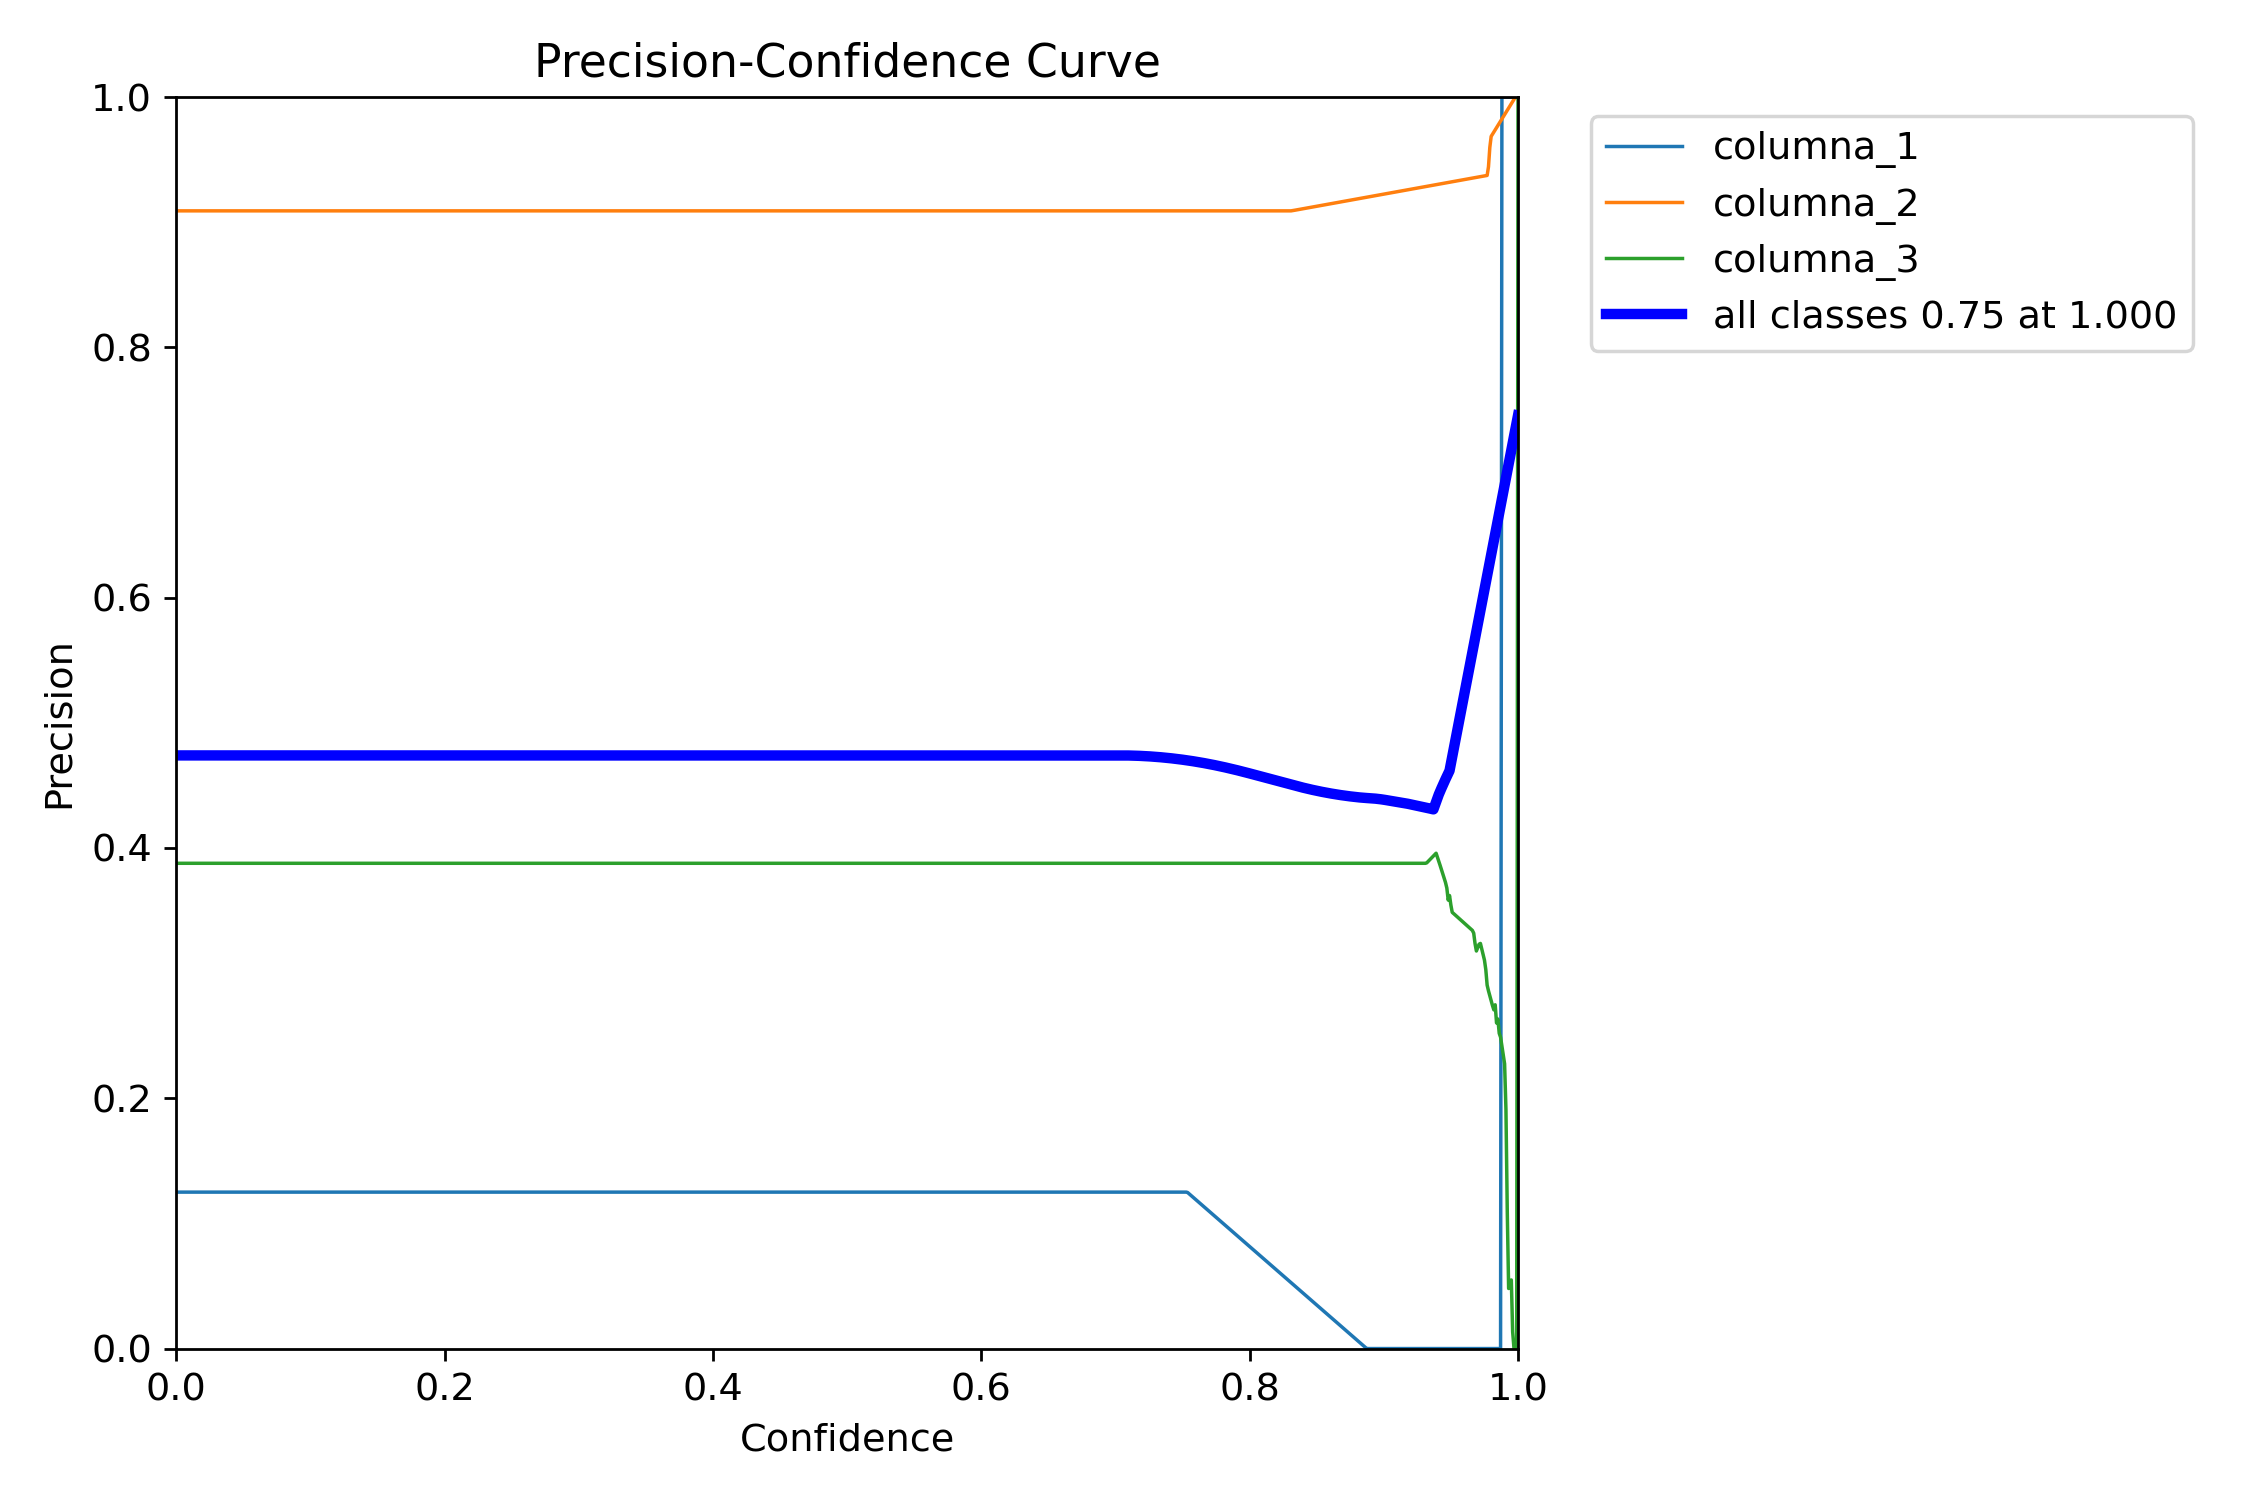 Precision-Confidence Curve
1.0
0.8
0.6
0.4
0.2
0.0
Precision
0.0 0.2 0.4 0.6 0.8 1.0
Confidence
columna_1
columna_2
columna_3
all classes 0.75 at 1.000